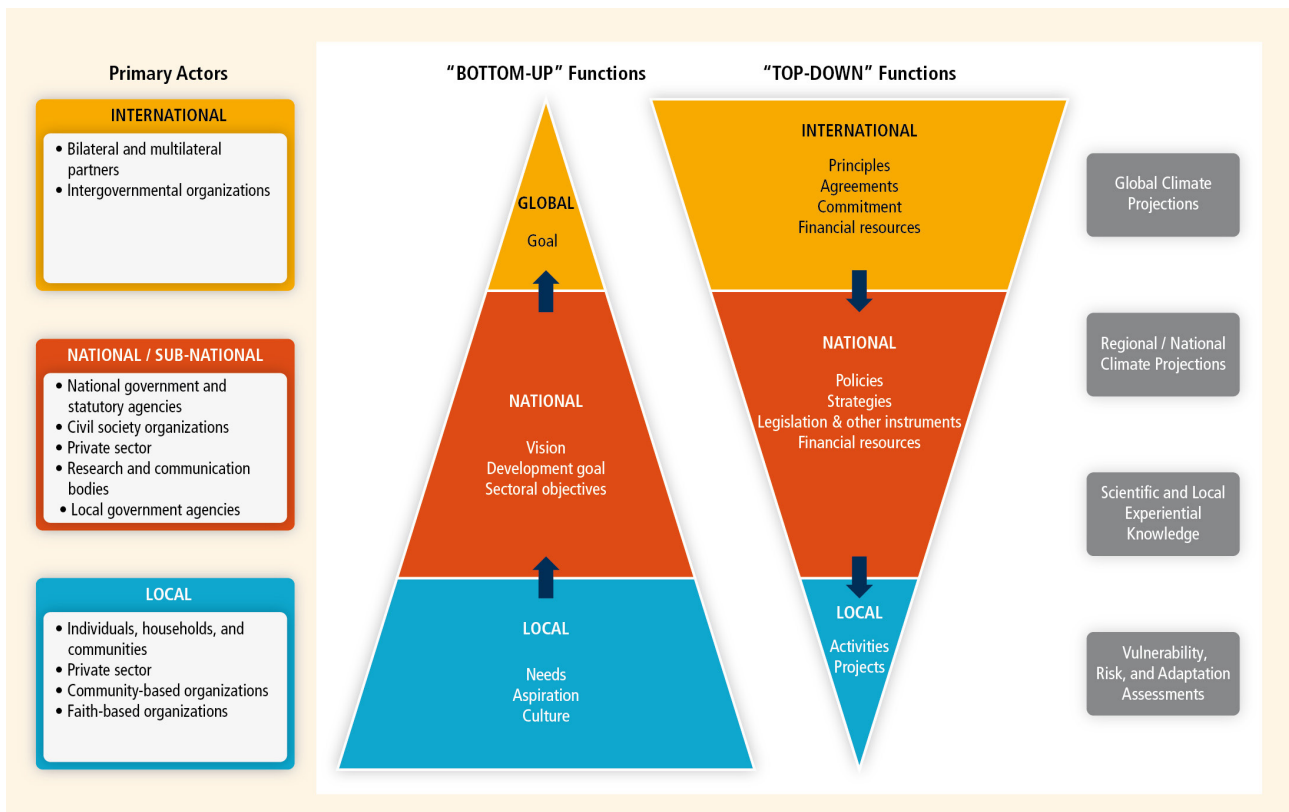 Primary Actors
INTERNATIONAL
• Bilateral and multilateral
partners
• Intergovernmental organizations
NATIONAL / SUB-NATIONAL
• National government and
statutory agencies
• Civil society organizations
• Private sector
• Research and communication
bodies
• Local government agencies
LOCAL
• Individuals, households, and
communities
• Private sector
• Community-based organizations
• Faith-based organizations
“BOTTOM-UP” Functions
GLOBAL
Goal
NATIONAL
Vision
Development goal
Sectoral objectives
LOCAL
Needs
Aspiration
Culture
“TOP-DOWN” Functions
INTERNATIONAL
Principles
Agreements
Commitment
Financial resources
NATIONAL
Policies
Strategies
Legislation & other instruments
Financial resources
LOCAL
Activities
Projects
Global Climate
Projections
Regional / National
Climate Projections
Scientific and Local
Experiential
Knowledge
Vulnerability,
Risk, and Adaptation
Assessments